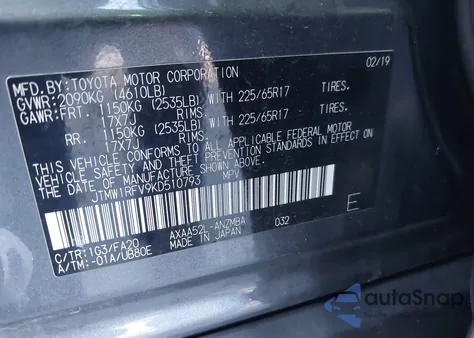 MFD.BY:TOYOTA MOTOR CORPORATION 02/19
GVWR:2090KG (4610LB)
GAWR:FRT. 1150KG (2535LB) WITH 225/65R17 TIRES.
17X7J RIMS.
RR. 1150KG (2535LB) WITH 225/65R17 TIRES.
17X7J RIMS.
THIS VEHICLE CONFORMS TO ALL APPLICABLE FEDERAL MOTOR
VEHICLE SAFETY AND THEFT PREVENTION STANDARDS IN EFFECT ON
THE DATE OF MANUFACTURE SHOWN ABOVE.
JTMW1RFV9KD510793 MPV
C/TR:1G3/FA20 AXAA52L-ANZMBA 032 E
A/TM:-01A/UB80E MADE IN JAPAN
autoSnap